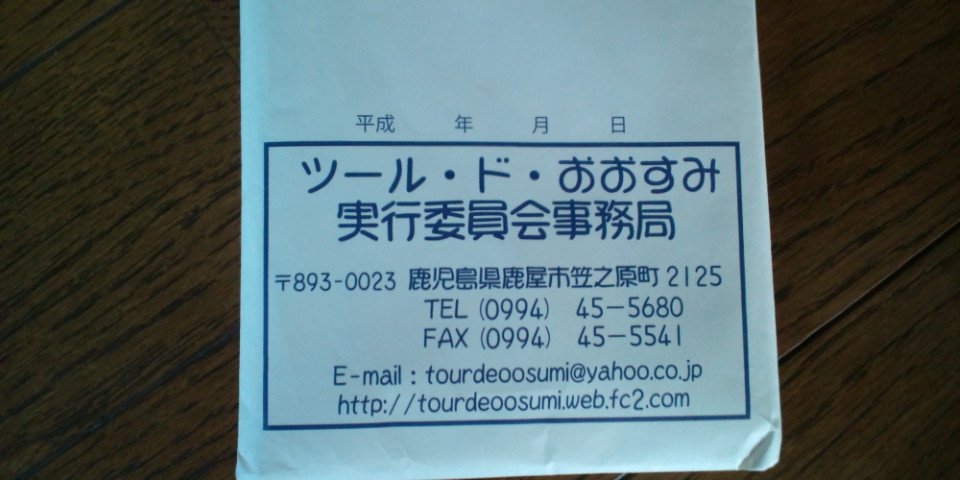 平成　　年　　月　　日
ツール・ド・おおすみ
実行委員会事務局
〒893-0023 鹿児島県鹿屋市笠之原町 2125
TEL (0994) 45-5680
FAX (0994) 45-5541
E-mail : tourdeoosumi@yahoo.co.jp
http://tourdeoosumi.web.fc2.com